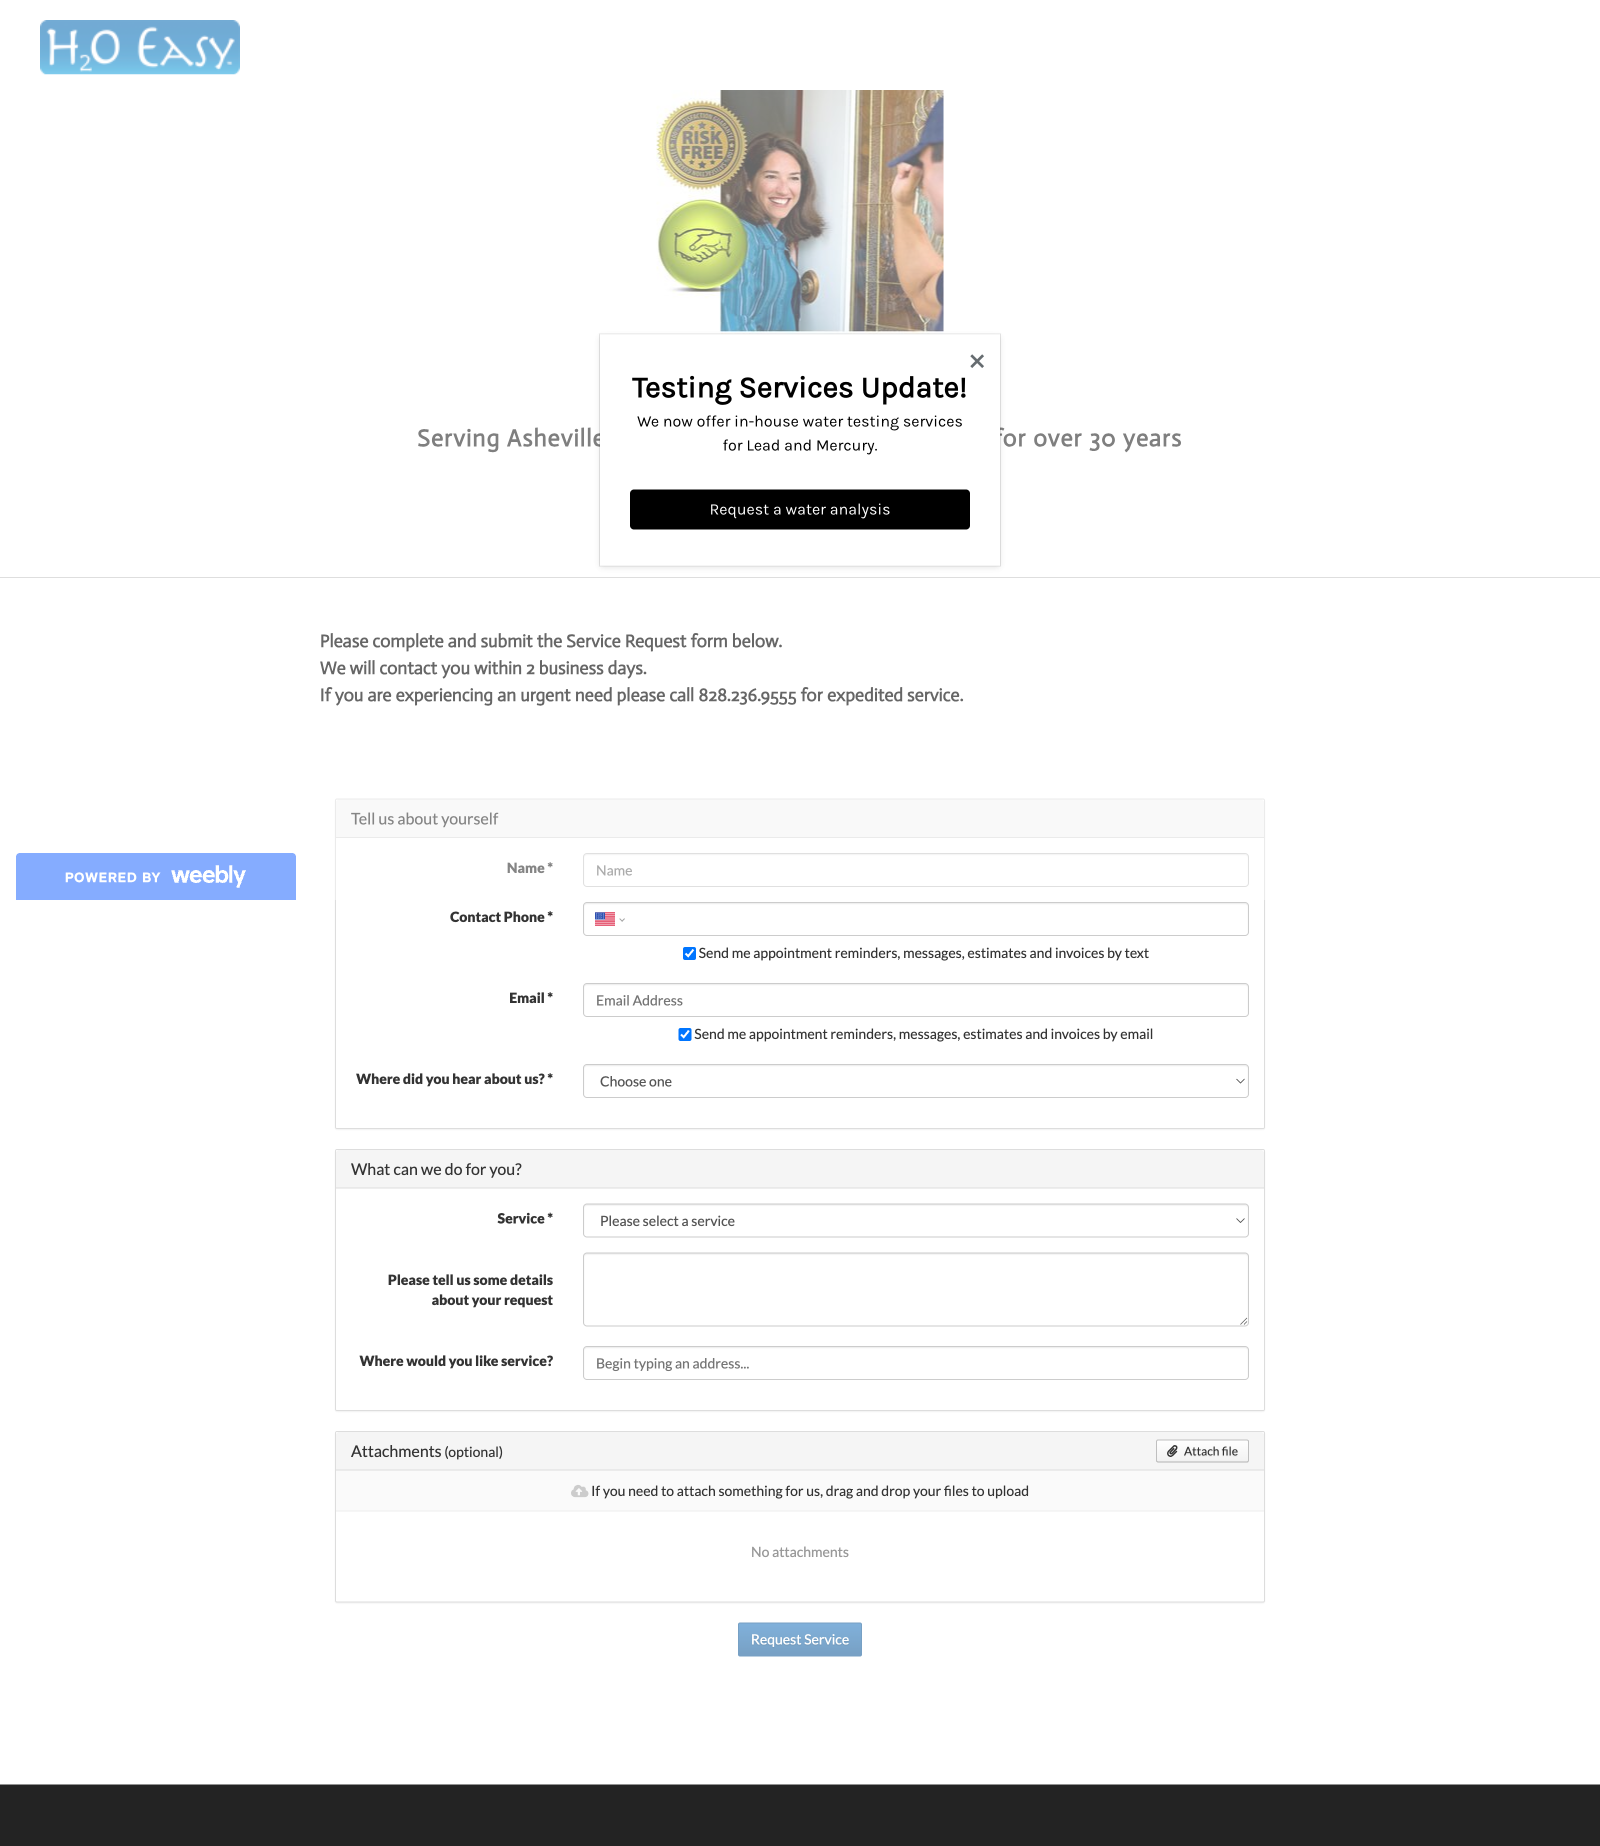 H2O Easy
RISK
FREE
Testing Services Update!
We now offer in-house water testing services
for Lead and Mercury.
Serving Asheville
for over 30 years
Request a water analysis
Please complete and submit the Service Request form below.
We will contact you within 2 business days.
If you are experiencing an urgent need please call 828.236.9555 for expedited service.
Tell us about yourself
Name *
Name
POWERED BY weebly
Contact Phone *
Send me appointment reminders, messages, estimates and invoices by text
Email *
Email Address
Send me appointment reminders, messages, estimates and invoices by email
Where did you hear about us? *
Choose one
What can we do for you?
Service *
Please select a service
Please tell us some details
about your request
Where would you like service?
Begin typing an address...
Attachments (optional)
Attach file
If you need to attach something for us, drag and drop your files to upload
No attachments
Request Service